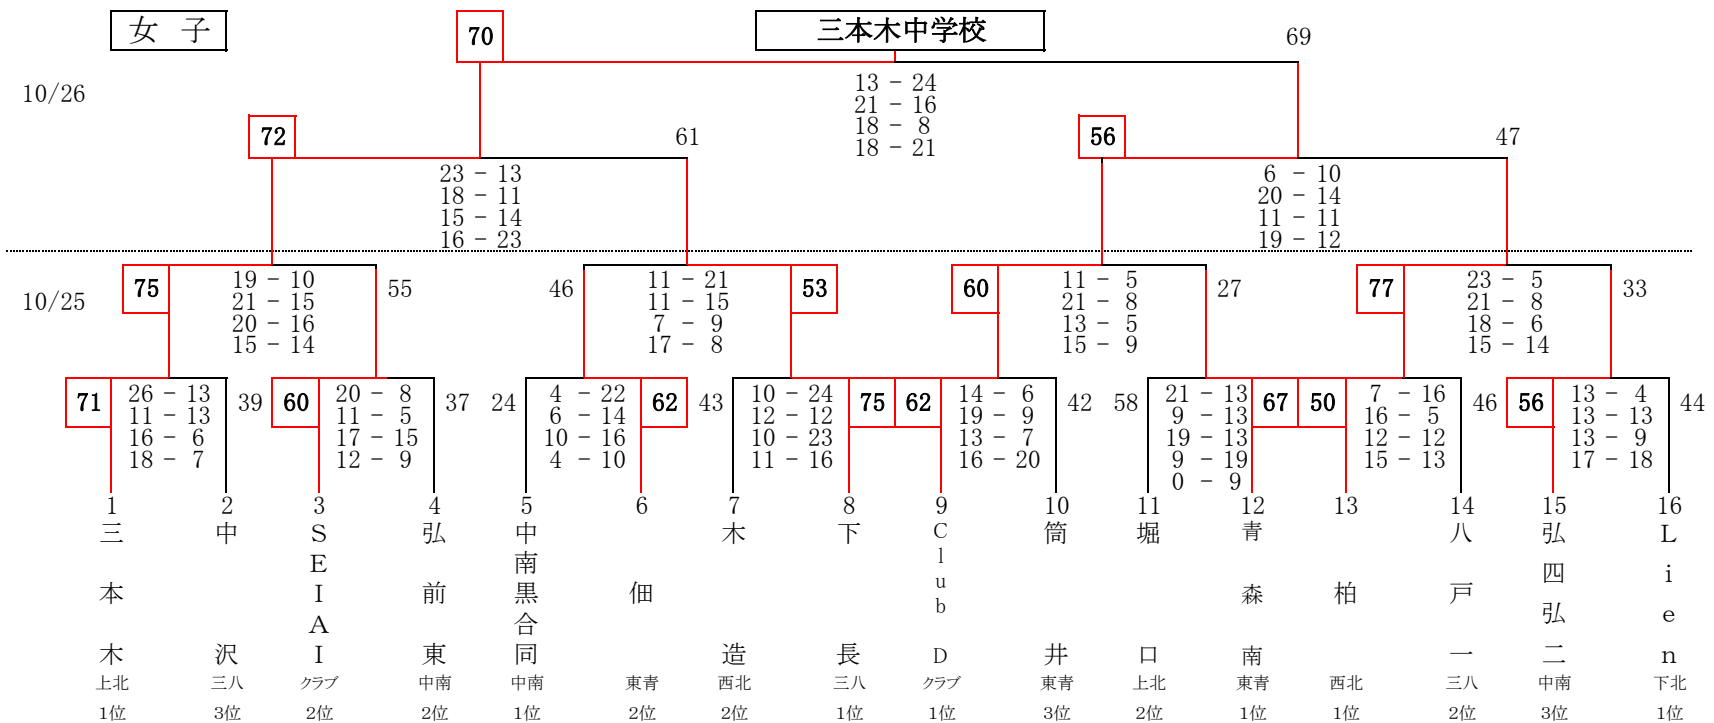 女 子
三本木中学校
70
69
10/26
13 － 24
21 － 16
18 － 8
18 － 21
72
61
56
47
23 － 13
18 － 11
15 － 14
16 － 23
6 － 10
20 － 14
11 － 11
19 － 12
10/25
75
19 － 10
21 － 15
20 － 16
15 － 14
55
46
11 － 21
11 － 15
7 － 9
17 － 8
53
60
11 － 5
21 － 8
13 － 5
15 － 9
27
77
23 － 5
21 － 8
18 － 6
15 － 14
33
71
26 － 13
11 － 13
16 － 6
18 － 7
39
60
20 － 8
11 － 5
17 － 15
12 － 9
37
24
4 － 22
6 － 14
10 － 16
4 － 10
62
43
10 － 24
12 － 12
10 － 23
11 － 16
75
62
14 － 6
19 － 9
13 － 7
16 － 20
42
58
21 － 13
9 － 13
19 － 13
9 － 19
0 － 9
67
50
7 － 16
16 － 5
12 － 12
15 － 13
46
56
13 － 4
13 － 13
13 － 9
17 － 18
44
1
三本木
上北
1位
2
中沢
三八
3位
3
SEIAI
クラブ
2位
4
弘前東
中南
2位
5
中南黒合同
中南
1位
6
佃
東青
2位
7
木造
西北
2位
8
下長
三八
1位
9
Club D
クラブ
1位
10
筒井
東青
3位
11
堀口
上北
2位
12
青森南
東青
1位
13
柏
西北
1位
14
八戸一
三八
2位
15
弘四弘二
中南
3位
16
Lien
下北
1位